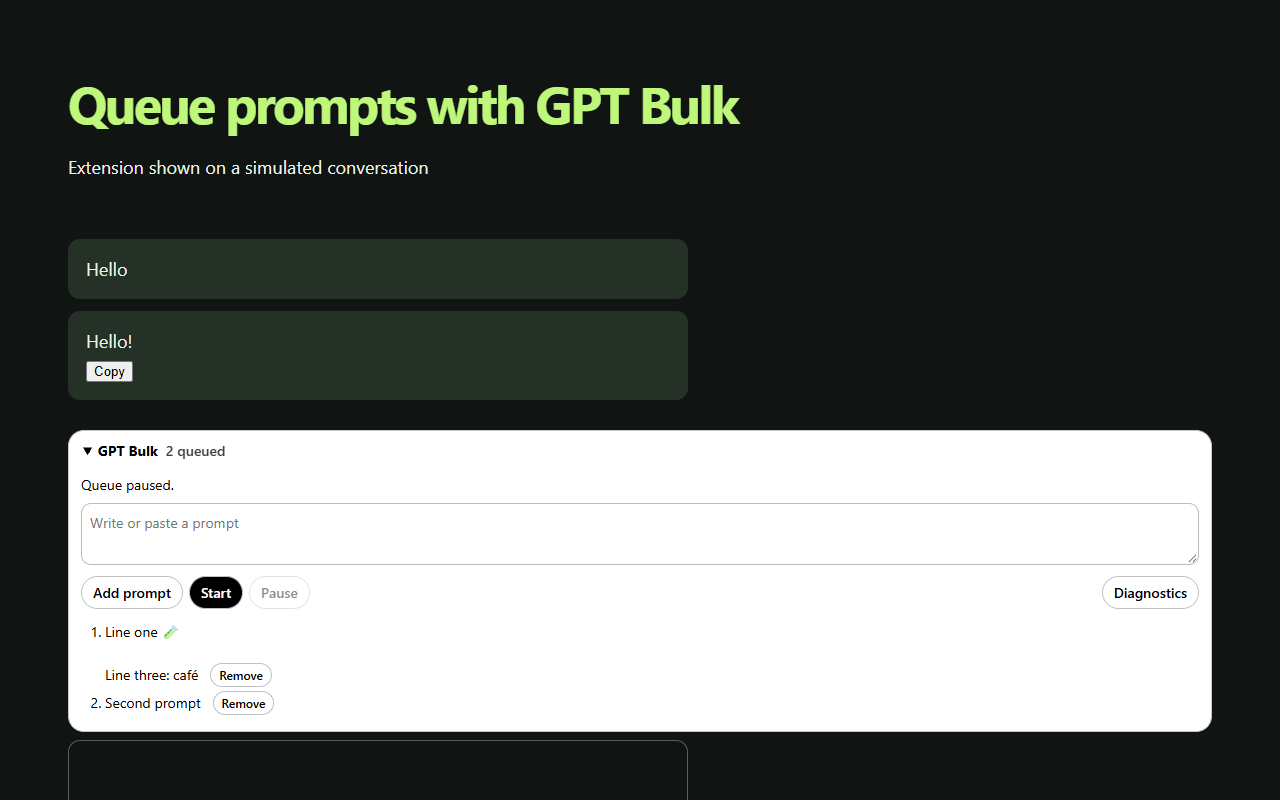 Queue prompts with GPT Bulk
Extension shown on a simulated conversation
Hello
Hello!
Copy
▼ GPT Bulk 2 queued
Queue paused.
Write or paste a prompt
Add prompt Start Pause Diagnostics
1. Line one 🧪
Line three: café Remove
2. Second prompt Remove